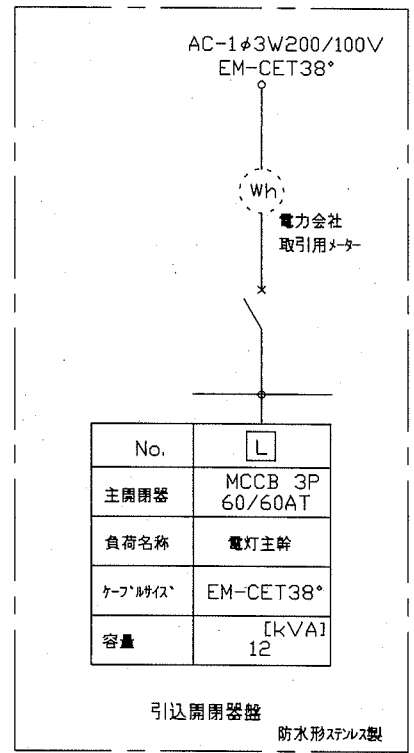 AC-1φ3W200/100V
EM-CET38°
Wh
電力会社
取引用メーター
No. L
主開閉器 MCCB 3P
60/60AT
負荷名称 電灯主幹
ケーブルサイズ EM-CET38°
容量 [kVA]
12
引込開閉器盤
防水形ステンレス製